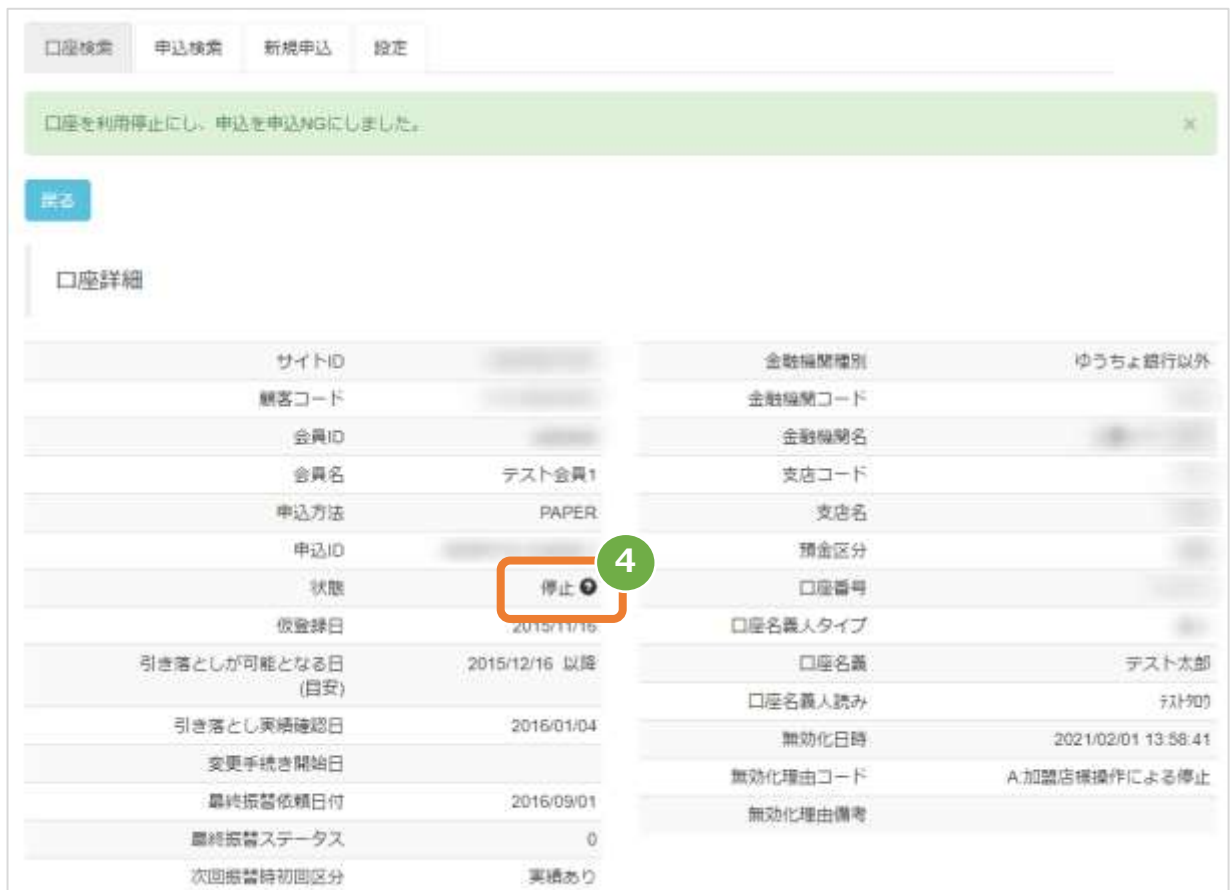 口座検索 申込検索 新規申込 設定
口座を利用停止にし、申込を申込NGにしました。 ×
戻る
口座詳細
サイトID
顧客コード
会員ID
会員名 テスト会員1
申込方法 PAPER
申込ID
4
状態 停止 ?
仮登録日 2015/11/16
引き落としが可能となる日 2015/12/16 以降
(目安)
引き落とし実績確認日 2016/01/04
変更手続き開始日
最終振替依頼日付 2016/09/01
最終振替ステータス 0
次回振替時初回区分 実績あり
金融機関種別 ゆうちょ銀行以外
金融機関コード
金融機関名
支店コード
支店名
預金区分
口座番号
口座名義人タイプ
口座名義 テスト太郎
口座名義人読み ﾃｽﾄﾀﾛｳ
無効化日時 2021/02/01 13:58:41
無効化理由コード A:加盟店様操作による停止
無効化理由備考